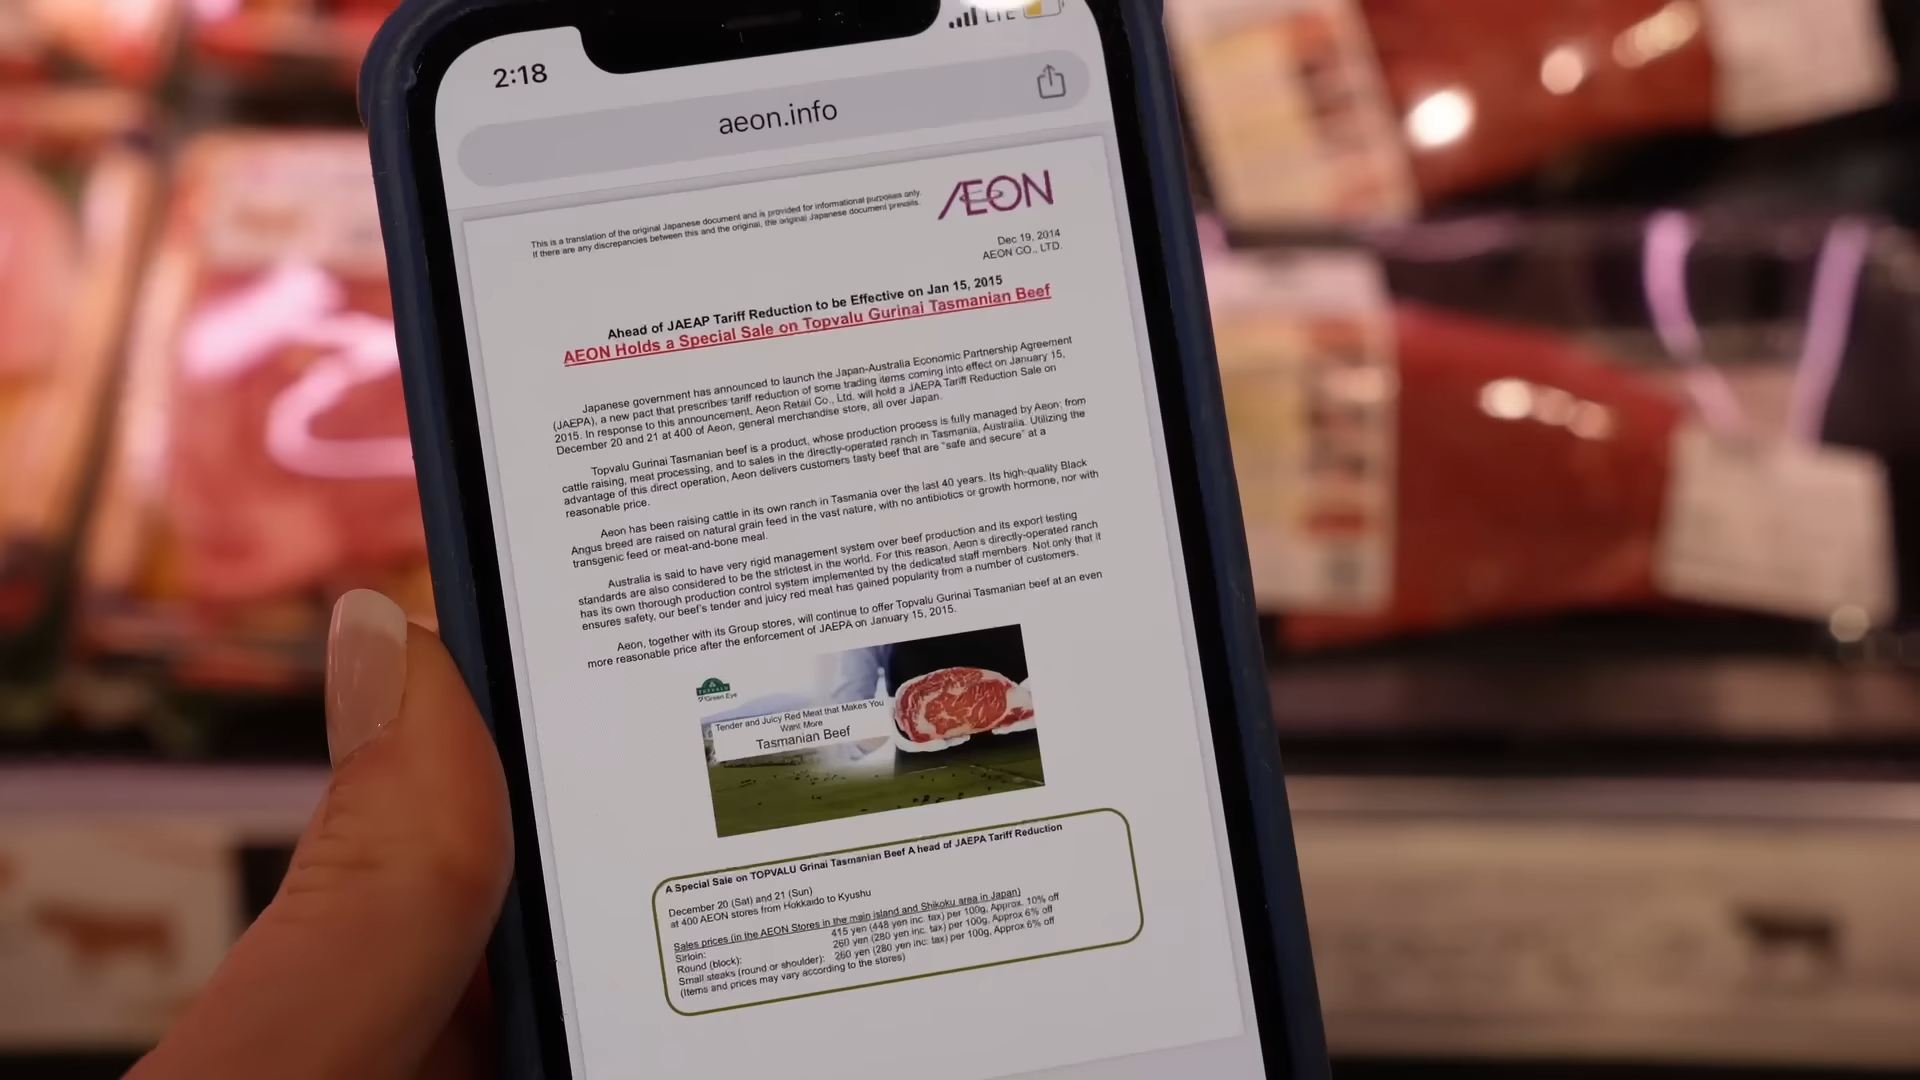 2:18
LTE
aeon.info
This is a translation of the original Japanese document and is provided for informational purposes only.
If there are any discrepancies between this and the original, the original Japanese document prevails.
ÆON
Dec 19, 2014
AEON CO., LTD.
Ahead of JAEAP Tariff Reduction to be Effective on Jan 15, 2015
AEON Holds a Special Sale on Topvalu Gurinai Tasmanian Beef
Japanese government has announced to launch the Japan-Australia Economic Partnership Agreement
(JAEPA), a new pact that prescribes tariff reduction of some trading items coming into effect on January 15,
2015. In response to this announcement, Aeon Retail Co., Ltd. will hold a JAEPA Tariff Reduction Sale on
December 20 and 21 at 400 of Aeon, general merchandise store, all over Japan.
Topvalu Gurinai Tasmanian beef is a product, whose production process is fully managed by Aeon: from
cattle raising, meat processing, and to sales in the directly-operated ranch in Tasmania, Australia. Utilizing the
advantage of this direct operation, Aeon delivers customers tasty beef that are "safe and secure" at a
reasonable price.
Aeon has been raising cattle in its own ranch in Tasmania over the last 40 years. Its high-quality Black
Angus breed are raised on natural grain feed in the vast nature, with no antibiotics or growth hormone, nor with
transgenic feed or meat-and-bone meal.
Australia is said to have very rigid management system over beef production and its export testing
standards are also considered to be the strictest in the world. For this reason, Aeon's directly-operated ranch
has its own thorough production control system implemented by the dedicated staff members. Not only that it
ensures safety, our beef's tender and juicy red meat has gained popularity from a number of customers.
Aeon, together with its Group stores, will continue to offer Topvalu Gurinai Tasmanian beef at an even
more reasonable price after the enforcement of JAEPA on January 15, 2015.
TOPVALU
Green Eye
Tender and Juicy Red Meat that Makes You
Want More
Tasmanian Beef
A Special Sale on TOPVALU Grinai Tasmanian Beef A head of JAEPA Tariff Reduction
December 20 (Sat) and 21 (Sun)
at 400 AEON stores from Hokkaido to Kyushu
Sales prices (in the AEON Stores in the main island and Shikoku area in Japan)
Sirloin: 415 yen (448 yen inc. tax) per 100g, Approx. 10% off
Round (block): 260 yen (280 yen inc. tax) per 100g, Approx 6% off
Small steaks (round or shoulder): 260 yen (280 yen inc. tax) per 100g, Approx 6% off
(Items and prices may vary according to the stores)